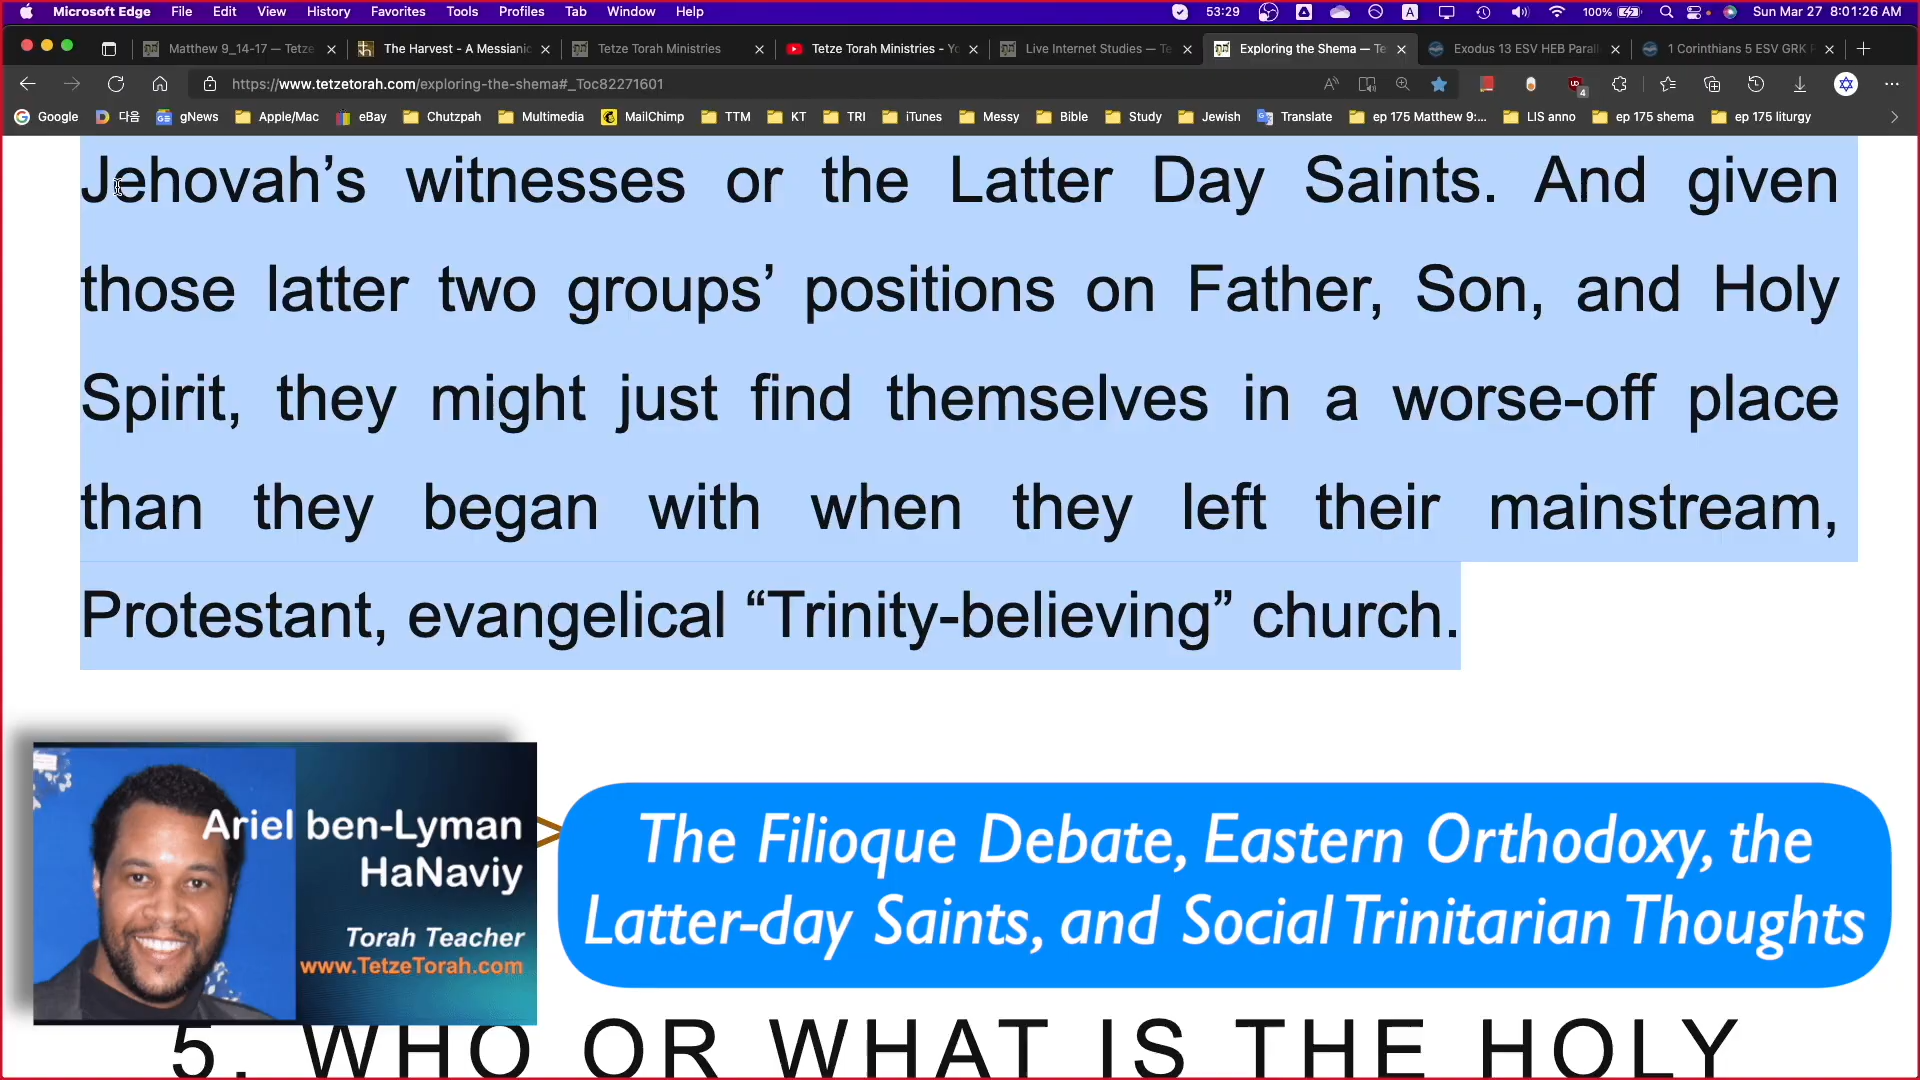 Microsoft Edge File Edit View History Favorites Tools Profiles Tab Window Help 53:29 A 100% Sun Mar 27 8:01:26 AM
Matthew 9_14-17 — Tetze The Harvest - A Messianic Tetze Torah Ministries Tetze Torah Ministries - Yo Live Internet Studies — Te Exploring the Shema — Te Exodus 13 ESV HEB Parall 1 Corinthians 5 ESV GRK P
https://www.tetzetorah.com/exploring-the-shema#_Toc82271601
Google 다음 gNews Apple/Mac eBay Chutzpah Multimedia MailChimp TTM KT TRI iTunes Messy Bible Study Jewish Translate ep 175 Matthew 9:... LIS anno ep 175 shema ep 175 liturgy
Jehovah’s witnesses or the Latter Day Saints. And given
those latter two groups’ positions on Father, Son, and Holy
Spirit, they might just find themselves in a worse-off place
than they began with when they left their mainstream,
Protestant, evangelical “Trinity-believing” church.
Ariel ben-Lyman
HaNaviy
Torah Teacher
www.TetzeTorah.com
The Filioque Debate, Eastern Orthodoxy, the
Latter-day Saints, and Social Trinitarian Thoughts
5. WHO OR WHAT IS THE HOLY